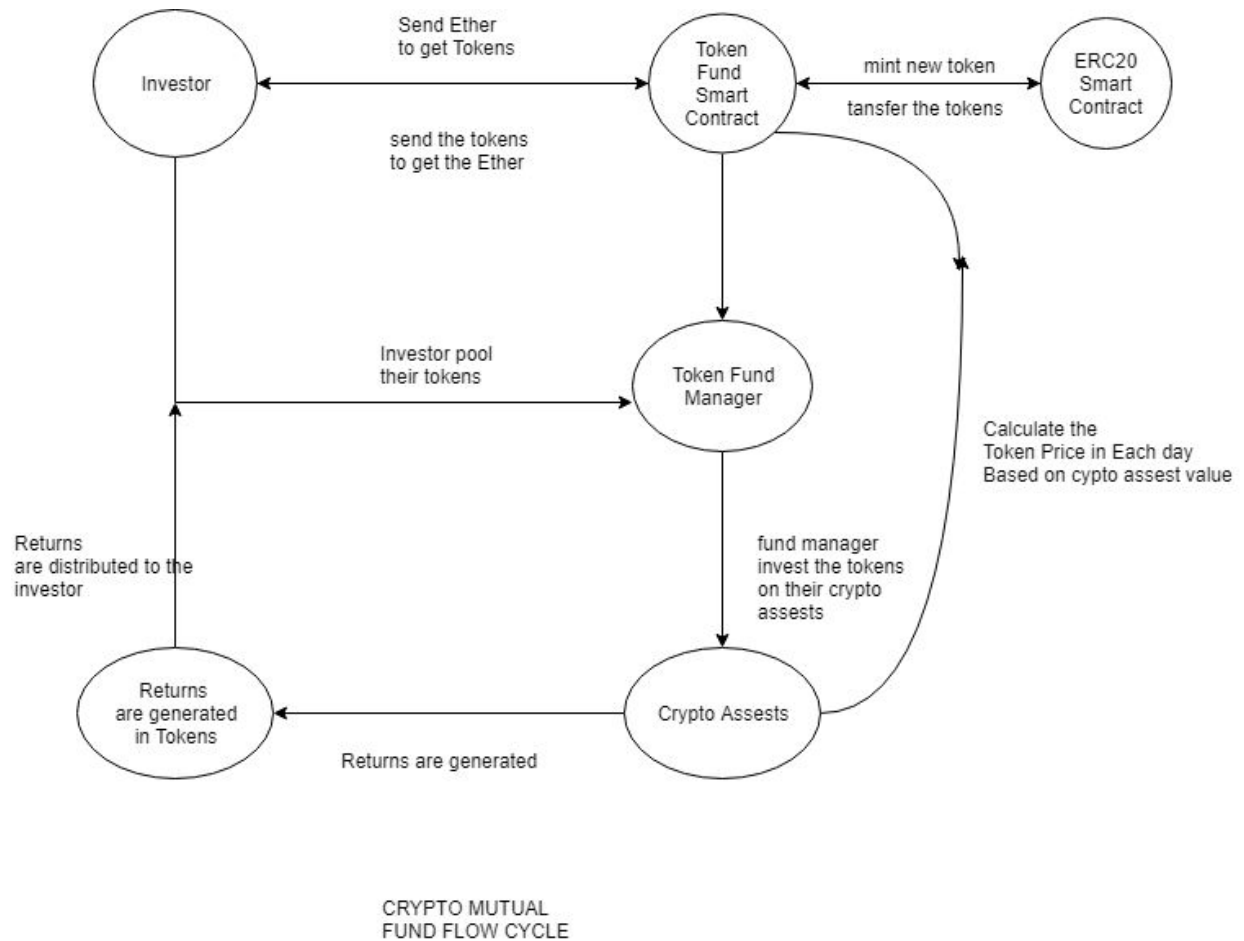 Send Ether
to get Tokens
Investor
Token
Fund
Smart
Contract
mint new token
tansfer the tokens
ERC20
Smart
Contract
send the tokens
to get the Ether
Investor pool
their tokens
Token Fund
Manager
Calculate the
Token Price in Each day
Based on cypto assest value
Returns
are distributed to the
investor
fund manager
invest the tokens
on their crypto
assests
Returns
are generated
in Tokens
Crypto Assests
Returns are generated
CRYPTO MUTUAL
FUND FLOW CYCLE